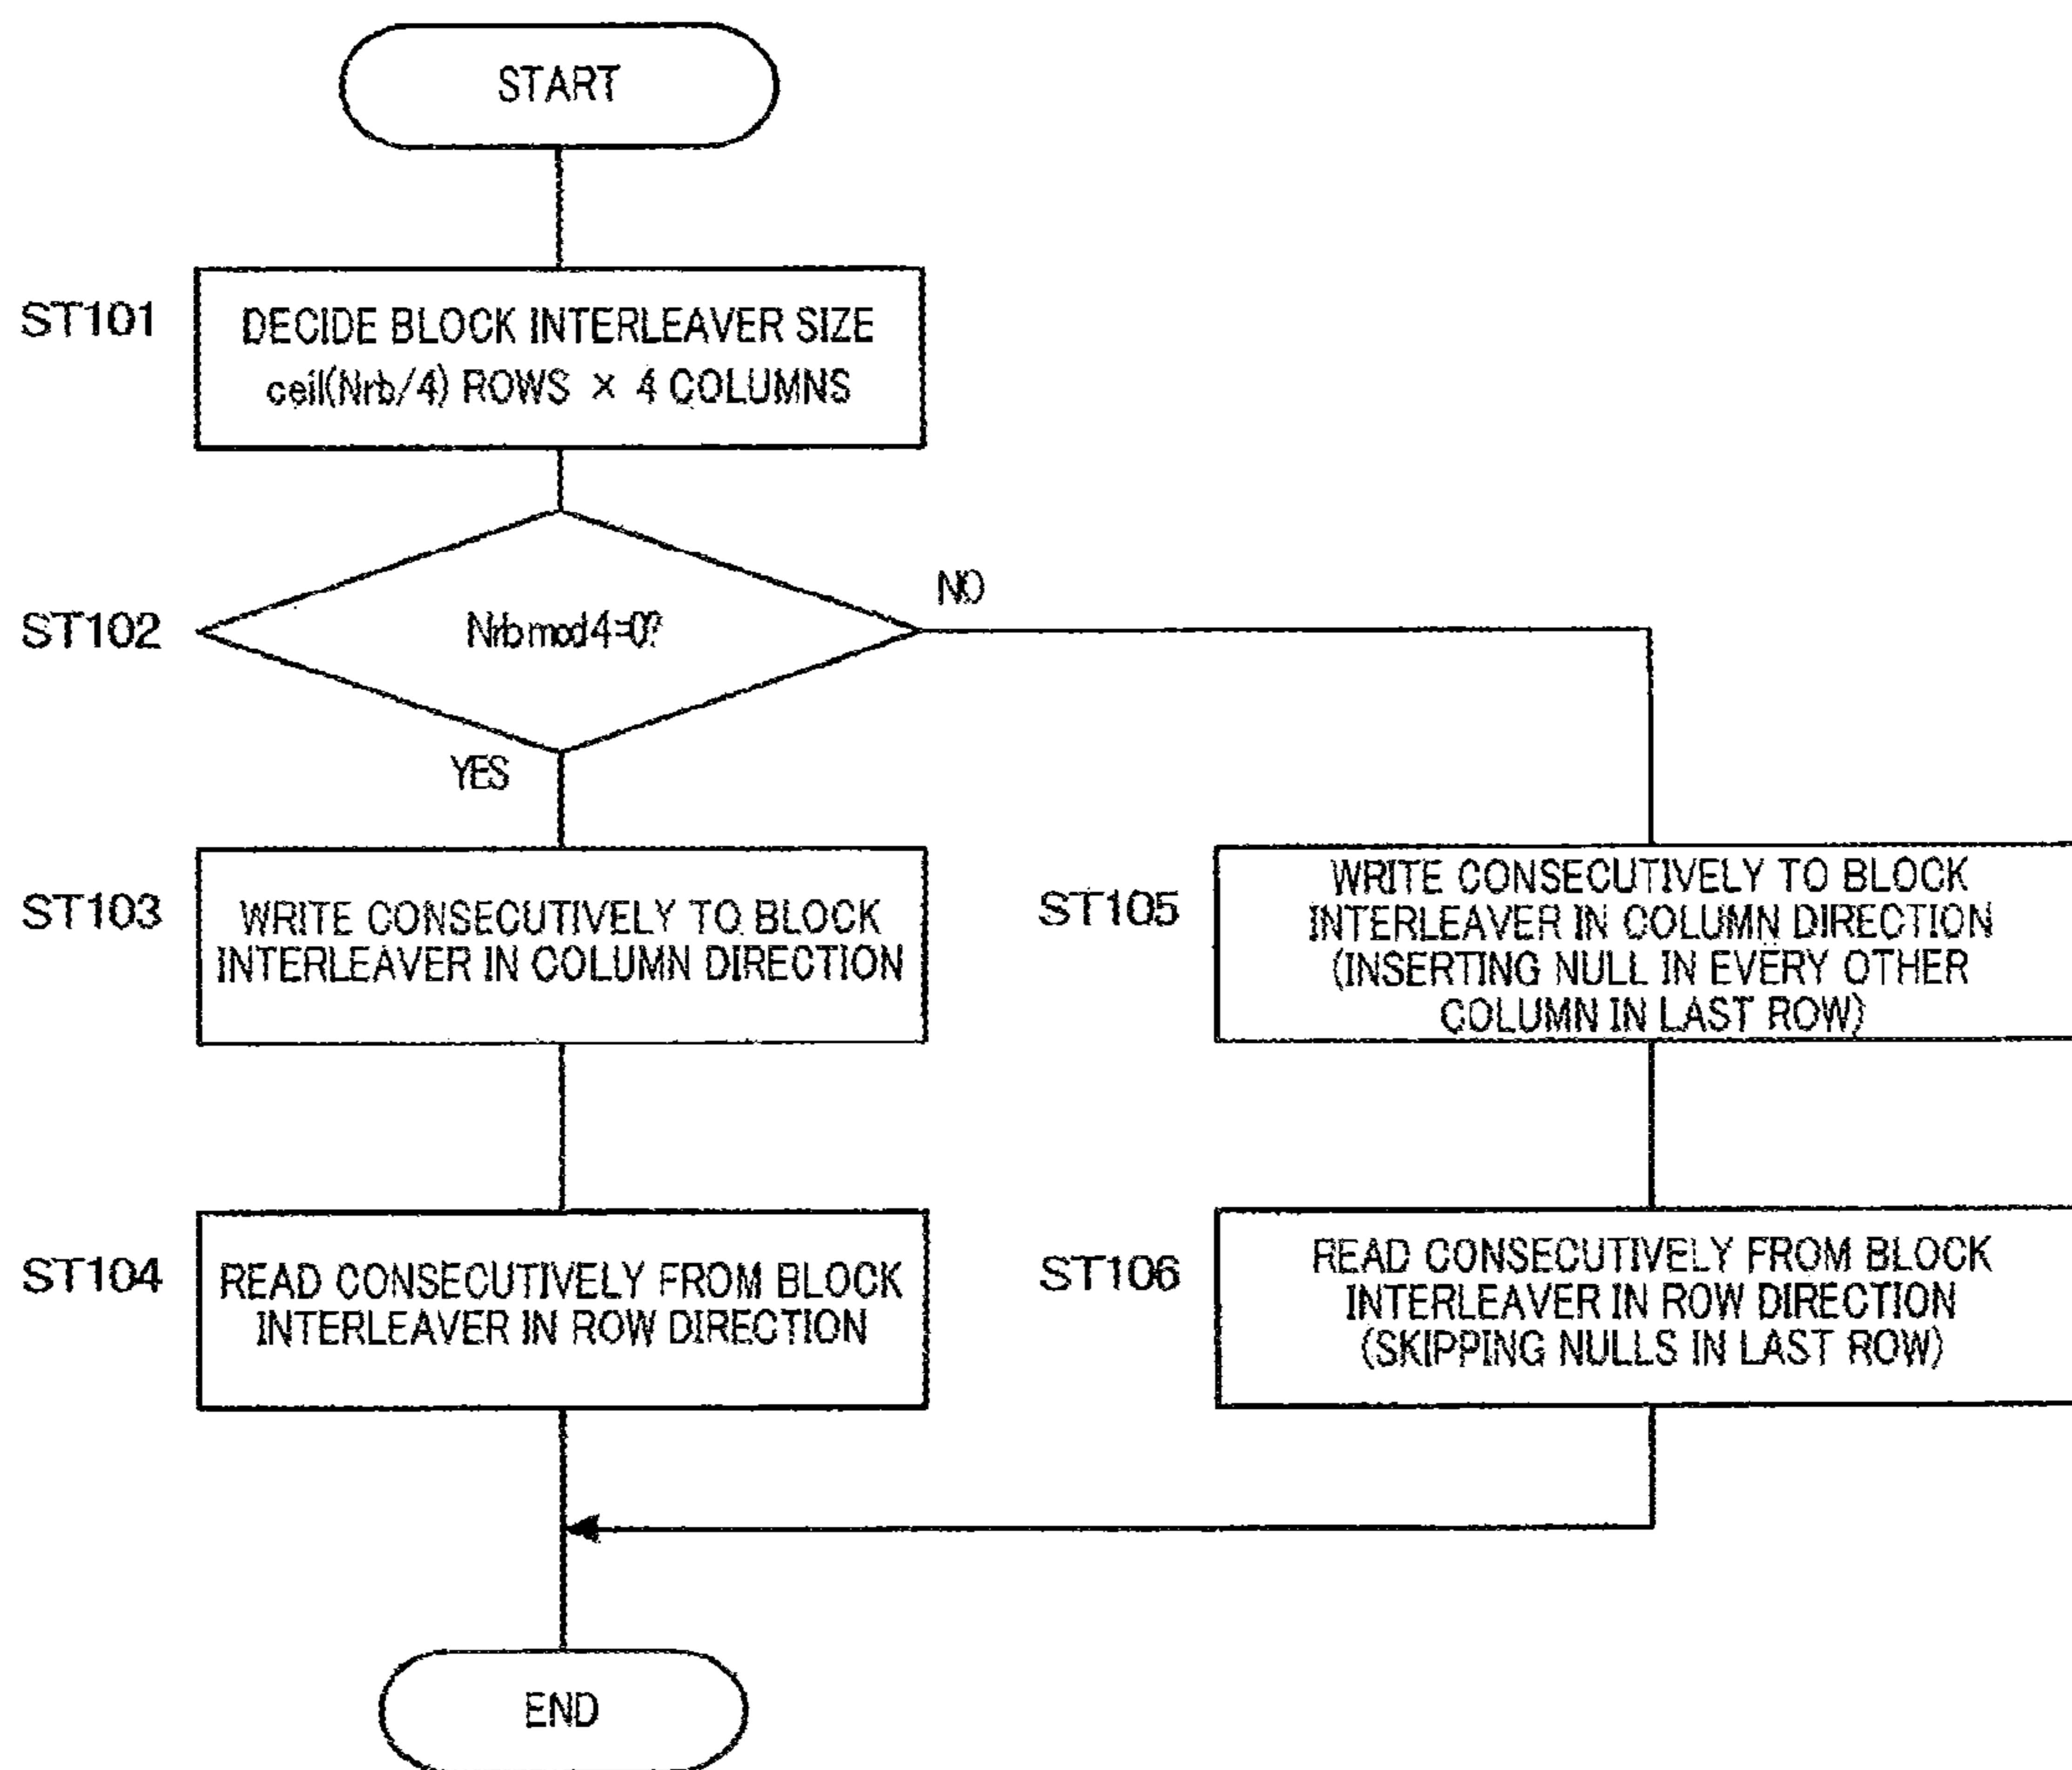 START
ST101
DECIDE BLOCK INTERLEAVER SIZE
ceil(Nrb/4) ROWS × 4 COLUMNS
ST102
Nrb mod 4=0?
NO
YES
ST103
WRITE CONSECUTIVELY TO BLOCK
INTERLEAVER IN COLUMN DIRECTION
ST105
WRITE CONSECUTIVELY TO BLOCK
INTERLEAVER IN COLUMN DIRECTION
(INSERTING NULL IN EVERY OTHER
COLUMN IN LAST ROW)
ST104
READ CONSECUTIVELY FROM BLOCK
INTERLEAVER IN ROW DIRECTION
ST106
READ CONSECUTIVELY FROM BLOCK
INTERLEAVER IN ROW DIRECTION
(SKIPPING NULLS IN LAST ROW)
END